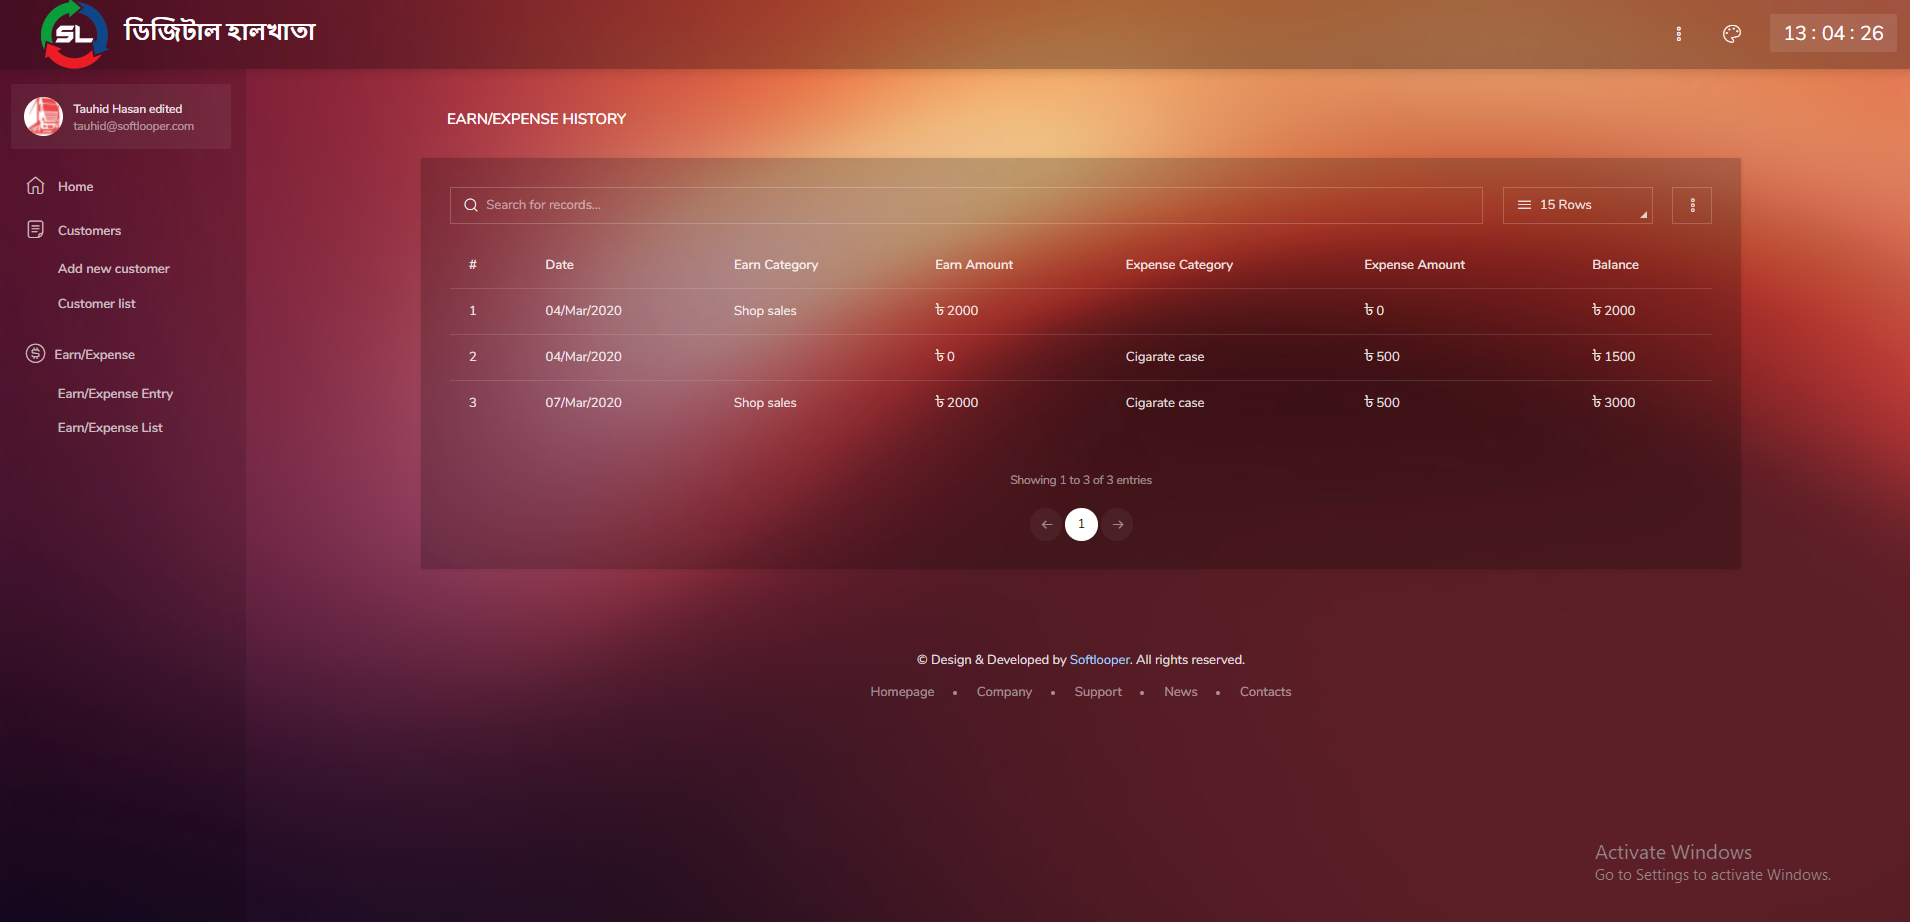 SL ডিজিটাল হালখাতা
13 : 04 : 26
Tauhid Hasan edited
tauhid@softlooper.com
Home
Customers
Add new customer
Customer list
Earn/Expense
Earn/Expense Entry
Earn/Expense List
EARN/EXPENSE HISTORY
Search for records...
15 Rows
# Date Earn Category Earn Amount Expense Category Expense Amount Balance
1 04/Mar/2020 Shop sales ৳ 2000 ৳ 0 ৳ 2000
2 04/Mar/2020 ৳ 0 Cigarate case ৳ 500 ৳ 1500
3 07/Mar/2020 Shop sales ৳ 2000 Cigarate case ৳ 500 ৳ 3000
Showing 1 to 3 of 3 entries
← 1 →
© Design & Developed by Softlooper. All rights reserved.
Homepage • Company • Support • News • Contacts
Activate Windows
Go to Settings to activate Windows.